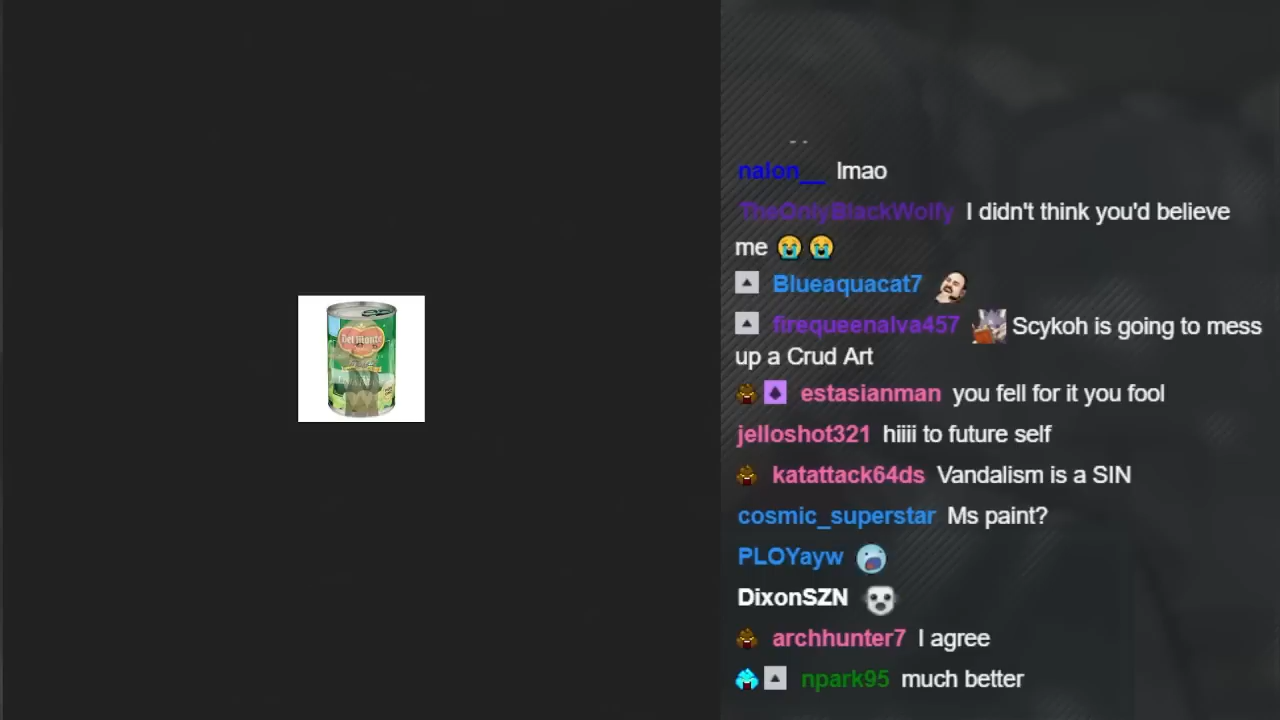 Del Monte
nalon__ lmao
TheOnlyBlackWolfy I didn't think you'd believe
me 😭 😭
Blueaquacat7
firequeenalva457 Scykoh is going to mess
up a Crud Art
estasianman you fell for it you fool
jelloshot321 hiiii to future self
katattack64ds Vandalism is a SIN
cosmic_superstar Ms paint?
PLOYayw
DixonSZN
archhunter7 I agree
npark95 much better